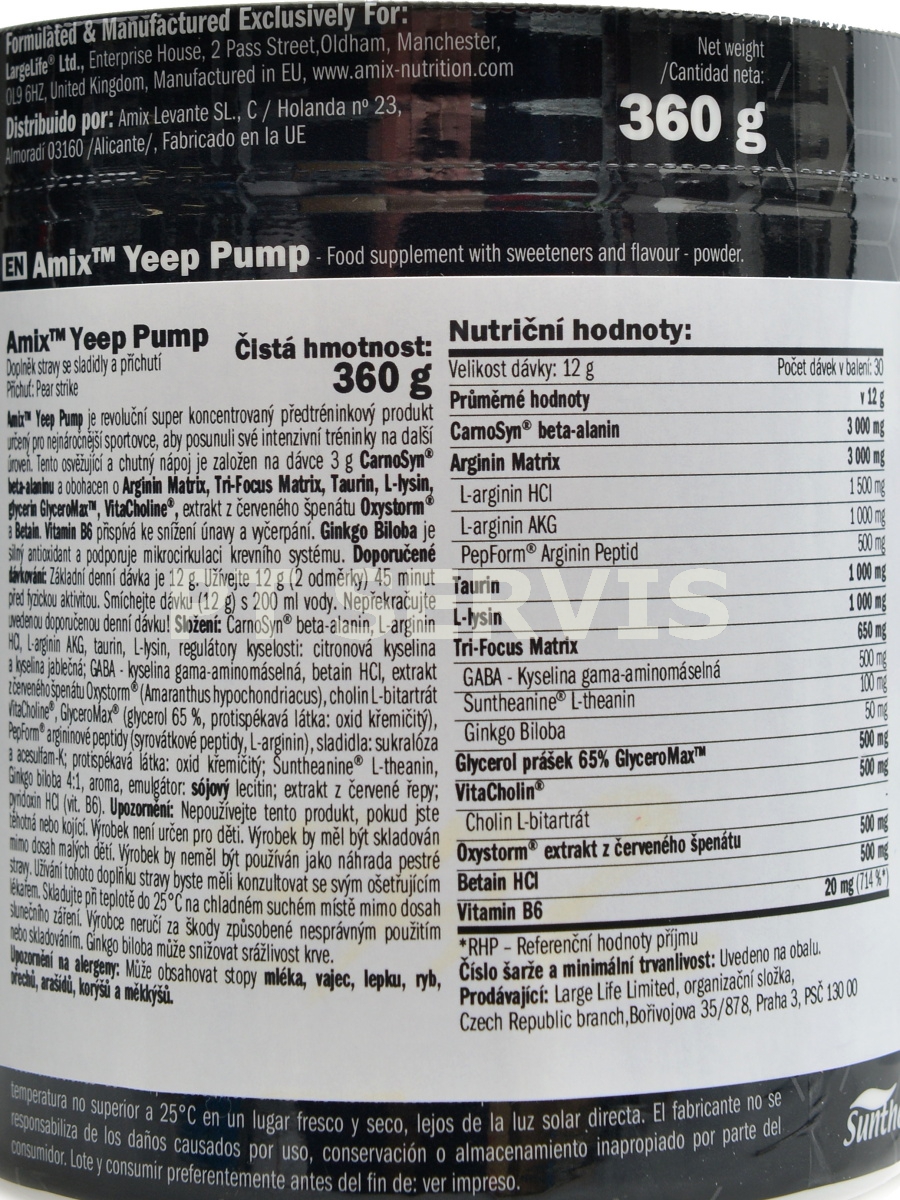 Formulated & Manufactured Exclusively For:
LargeLife® Ltd., Enterprise House, 2 Pass Street,Oldham, Manchester,
OL9 6HZ, United Kingdom, Manufactured in EU, www.amix-nutrition.com
Distribuido por: Amix Levante SL., C / Holanda nº 23,
Almoradí 03160 /Alicante/, Fabricado en la UE
Net weight
/Cantidad neta:
360 g
EN Amix™ Yeep Pump - Food supplement with sweeteners and flavour - powder.
Amix™ Yeep Pump
Doplněk stravy se sladidly a příchutí
Příchuť: Pear strike
Čistá hmotnost:
360 g
Amix™ Yeep Pump je revoluční super koncentrovaný předtréninkový produkt
určený pro nejnáročnější sportovce, aby posunuli své intenzivní tréninky na další
úroveň. Tento osvěžující a chutný nápoj je založen na dávce 3 g CarnoSyn®
beta-alaninu a obohacen o Arginin Matrix, Tri-Focus Matrix, Taurin, L-lysin,
glycerin GlyceroMax™, VitaCholine®, extrakt z červeného špenátu Oxystorm®
a Betain. Vitamin B6 přispívá ke snížení únavy a vyčerpání. Ginkgo Biloba je
silný antioxidant a podporuje mikrocirkulaci krevního systému. Doporučené
dávkování: Základní denní dávka je 12 g. Užívejte 12 g (2 odměrky) 45 minut
před fyzickou aktivitou. Smíchejte dávku (12 g) s 200 ml vody. Nepřekračujte
uvedenou doporučenou denní dávku! Složení: CarnoSyn® beta-alanin, L-arginin
HCl, L-arginin AKG, taurin, L-lysin, regulátory kyselosti: citronová kyselina
a kyselina jablečná; GABA - kyselina gama-aminomáselná, betain HCl, extrakt
z červeného špenátu Oxystorm® (Amaranthus hypochondriacus), cholin L-bitartrát
VitaCholine®, GlyceroMax® (glycerol 65 %, protispékavá látka: oxid křemičitý),
PepForm® argininové peptidy (syrovátkové peptidy, L-arginin), sladidla: sukralóza
a acesulfam-K; protispékavá látka: oxid křemičitý; Suntheanine® L-theanin,
Ginkgo biloba 4:1, aroma, emulgátor: sójový lecitin; extrakt z červené řepy;
pyridoxin HCl (vit. B6). Upozornění: Nepoužívejte tento produkt, pokud jste
těhotná nebo kojící. Výrobek není určen pro děti. Výrobek by měl být skladován
mimo dosah malých dětí. Výrobek by neměl být používán jako náhrada pestré
stravy. Užívání tohoto doplňku stravy byste měli konzultovat se svým ošetřujícím
lékařem. Skladujte při teplotě do 25°C na chladném suchém místě mimo dosah
slunečního záření. Výrobce neručí za škody způsobené nesprávným použitím
nebo skladováním. Ginkgo biloba může snižovat srážlivost krve.
Upozornění na alergeny: Může obsahovat stopy mléka, vajec, lepku, ryb,
ořechů, arašídů, korýšů a měkkýšů.
Nutriční hodnoty:
Velikost dávky: 12 g Počet dávek v balení: 30
Průměrné hodnoty v 12 g
CarnoSyn® beta-alanin 3 000 mg
Arginin Matrix 3 000 mg
L-arginin HCl 1 500 mg
L-arginin AKG 1 000 mg
PepForm® Arginin Peptid 500 mg
Taurin 1 000 mg
L-lysin 1 000 mg
Tri-Focus Matrix 650 mg
GABA - Kyselina gama-aminomáselná 500 mg
Suntheanine® L-theanin 100 mg
Ginkgo Biloba 50 mg
Glycerol prášek 65% GlyceroMax™ 500 mg
VitaCholin® 500 mg
Cholin L-bitartrát
Oxystorm® extrakt z červeného špenátu 500 mg
Betain HCl 500 mg
Vitamin B6 20 mg (714 %*)
*RHP – Referenční hodnoty příjmu
Číslo šarže a minimální trvanlivost: Uvedeno na obalu.
Prodávající: Large Life Limited, organizační složka,
Czech Republic branch,Bořivojova 35/878, Praha 3, PSČ 130 00
PT SERVIS
temperatura no superior a 25°C en un lugar fresco y seco, lejos de la luz solar directa. El fabricante no se
responsabiliza de los daños causados por uso, conservación o almacenamiento inapropiado por parte del
consumidor. Lote y consumir preferentemente antes del fin de: ver impreso.